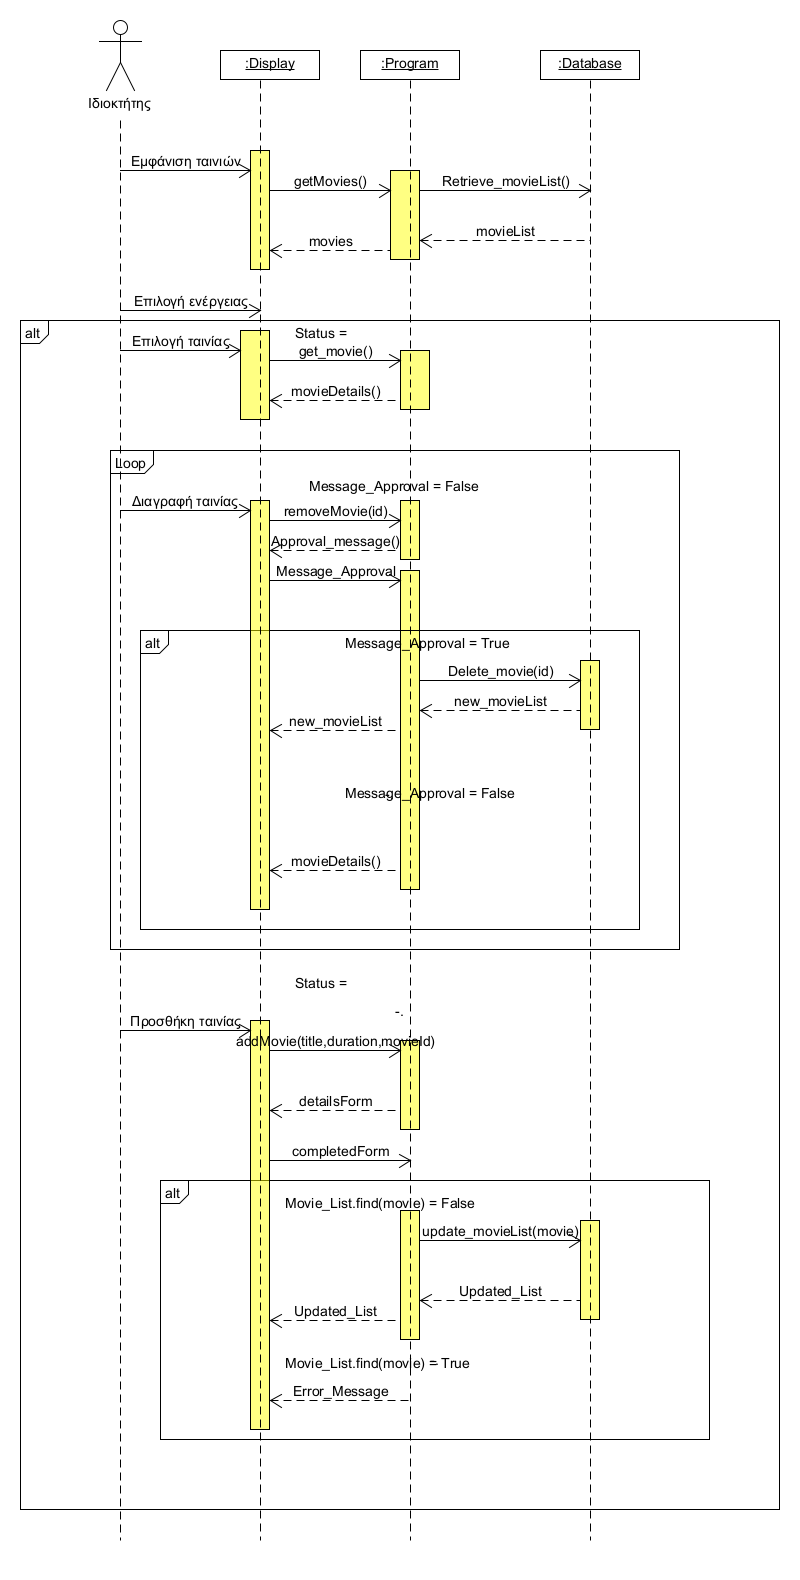 :Display
:Program
:Database
Ιδιοκτήτης
Εμφάνιση ταινιών
getMovies()
Retrieve_movieList()
movieList
movies
Επιλογή ενέργειας
alt
Status =
Επιλογή ταινίας
get_movie()
movieDetails()
Loop
Message_Approval = False
Διαγραφή ταινίας
removeMovie(id)
Approval_message()
Message_Approval
alt
Message_Approval = True
Delete_movie(id)
new_movieList
new_movieList
Message_Approval = False
movieDetails()
Status =
Προσθήκη ταινίας
addMovie(title,duration,movieId)
detailsForm
completedForm
alt
Movie_List.find(movie) = False
update_movieList(movie)
Updated_List
Updated_List
Movie_List.find(movie) = True
Error_Message